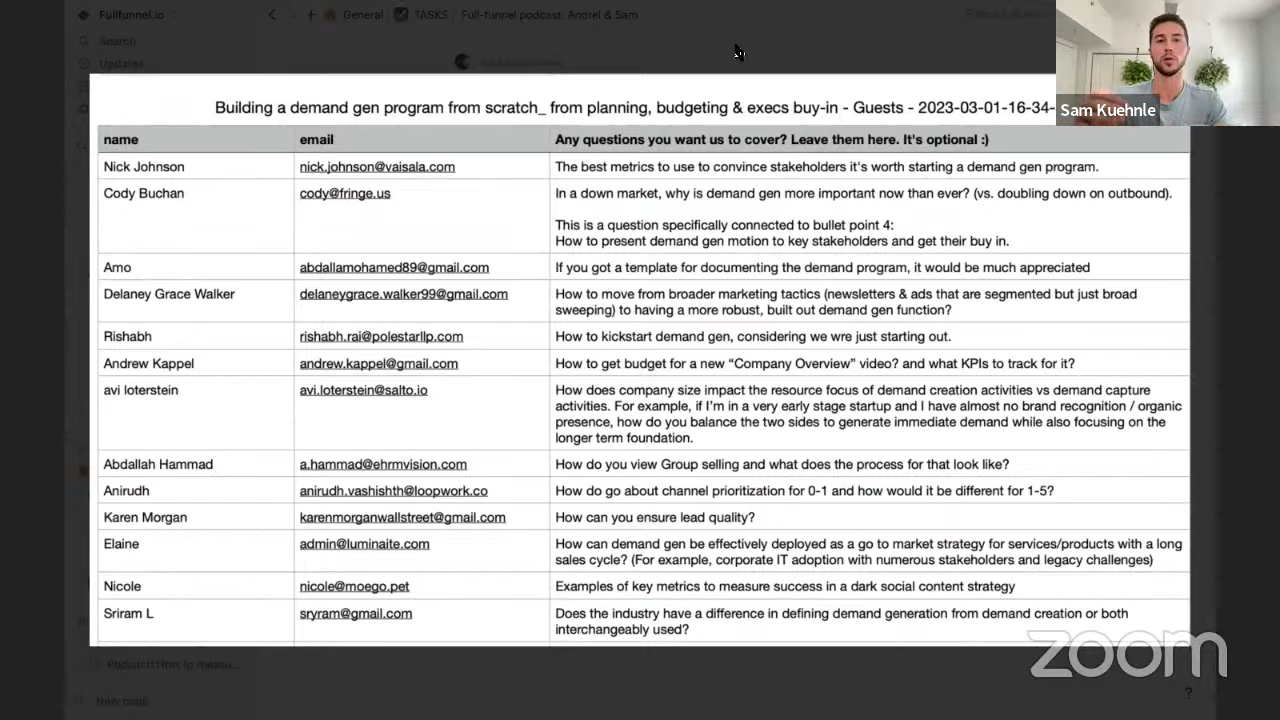 Fullfunnel.io
General
TASKS
Full-funnel podcast: Andrei & Sam
Search
Updates
Sam Kuehnle
Building a demand gen program from scratch_ from planning, budgeting & execs buy-in - Guests - 2023-03-01-16-34-
name email Any questions you want us to cover? Leave them here. It's optional :)
Nick Johnson nick.johnson@vaisala.com The best metrics to use to convince stakeholders it's worth starting a demand gen program.
Cody Buchan cody@fringe.us In a down market, why is demand gen more important now than ever? (vs. doubling down on outbound).
This is a question specifically connected to bullet point 4:
How to present demand gen motion to key stakeholders and get their buy in.
Amo abdallamohamed89@gmail.com If you got a template for documenting the demand program, it would be much appreciated
Delaney Grace Walker delaneygrace.walker99@gmail.com How to move from broader marketing tactics (newsletters & ads that are segmented but just broad
sweeping) to having a more robust, built out demand gen function?
Rishabh rishabh.rai@polestarllp.com How to kickstart demand gen, considering we wre just starting out.
Andrew Kappel andrew.kappel@gmail.com How to get budget for a new “Company Overview” video? and what KPIs to track for it?
avi loterstein avi.loterstein@salto.io How does company size impact the resource focus of demand creation activities vs demand capture
activities. For example, if I'm in a very early stage startup and I have almost no brand recognition / organic
presence, how do you balance the two sides to generate immediate demand while also focusing on the
longer term foundation.
Abdallah Hammad a.hammad@ehrmvision.com How do you view Group selling and what does the process for that look like?
Anirudh anirudh.vashishth@loopwork.co How do go about channel prioritization for 0-1 and how would it be different for 1-5?
Karen Morgan karenmorganwallstreet@gmail.com How can you ensure lead quality?
Elaine admin@luminaite.com How can demand gen be effectively deployed as a go to market strategy for services/products with a long
sales cycle? (For example, corporate IT adoption with numerous stakeholders and legacy challenges)
Nicole nicole@moego.pet Examples of key metrics to measure success in a dark social content strategy
Sriram L sryram@gmail.com Does the industry have a difference in defining demand generation from demand creation or both
interchangeably used?
Podcast: How to measu...
New page
zoom
?